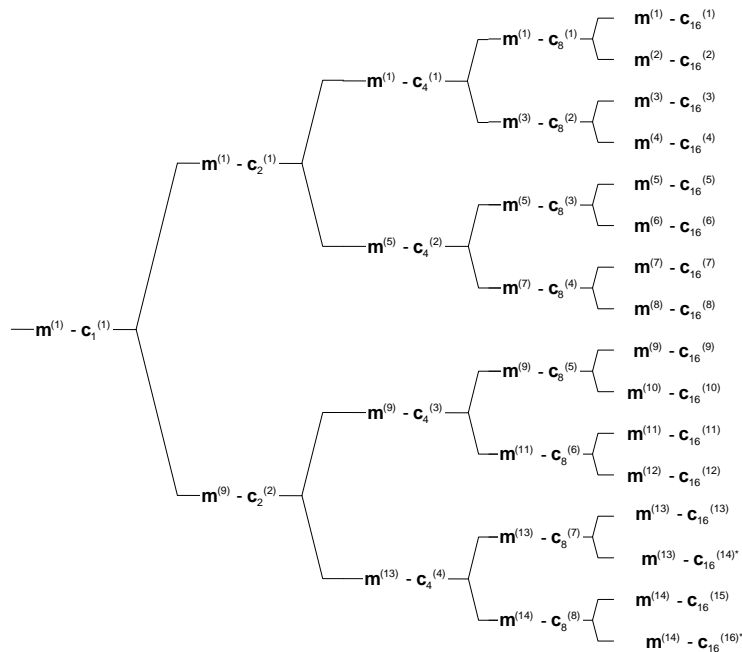 m(1) - c16(1)
m(1) - c8(1)
m(2) - c16(2)
m(1) - c4(1)
m(3) - c16(3)
m(3) - c8(2)
m(4) - c16(4)
m(1) - c2(1)
m(5) - c16(5)
m(5) - c8(3)
m(6) - c16(6)
m(5) - c4(2)
m(7) - c16(7)
m(7) - c8(4)
m(8) - c16(8)
m(1) - c1(1)
m(9) - c16(9)
m(9) - c8(5)
m(10) - c16(10)
m(9) - c4(3)
m(11) - c16(11)
m(11) - c8(6)
m(12) - c16(12)
m(9) - c2(2)
m(13) - c16(13)
m(13) - c8(7)
m(13) - c16(14)*
m(13) - c4(4)
m(14) - c16(15)
m(14) - c8(8)
m(14) - c16(16)*